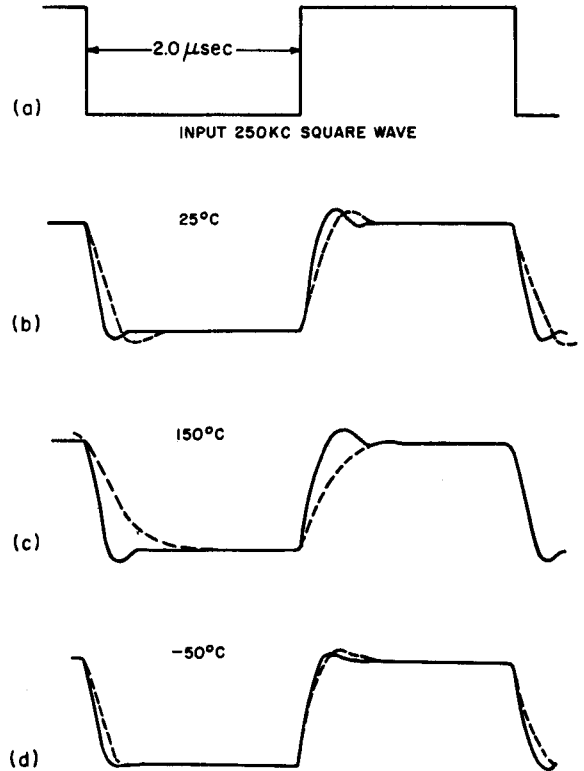 2.0 μsec
(a)
INPUT 250KC SQUARE WAVE
25°C
(b)
150°C
(c)
-50°C
(d)